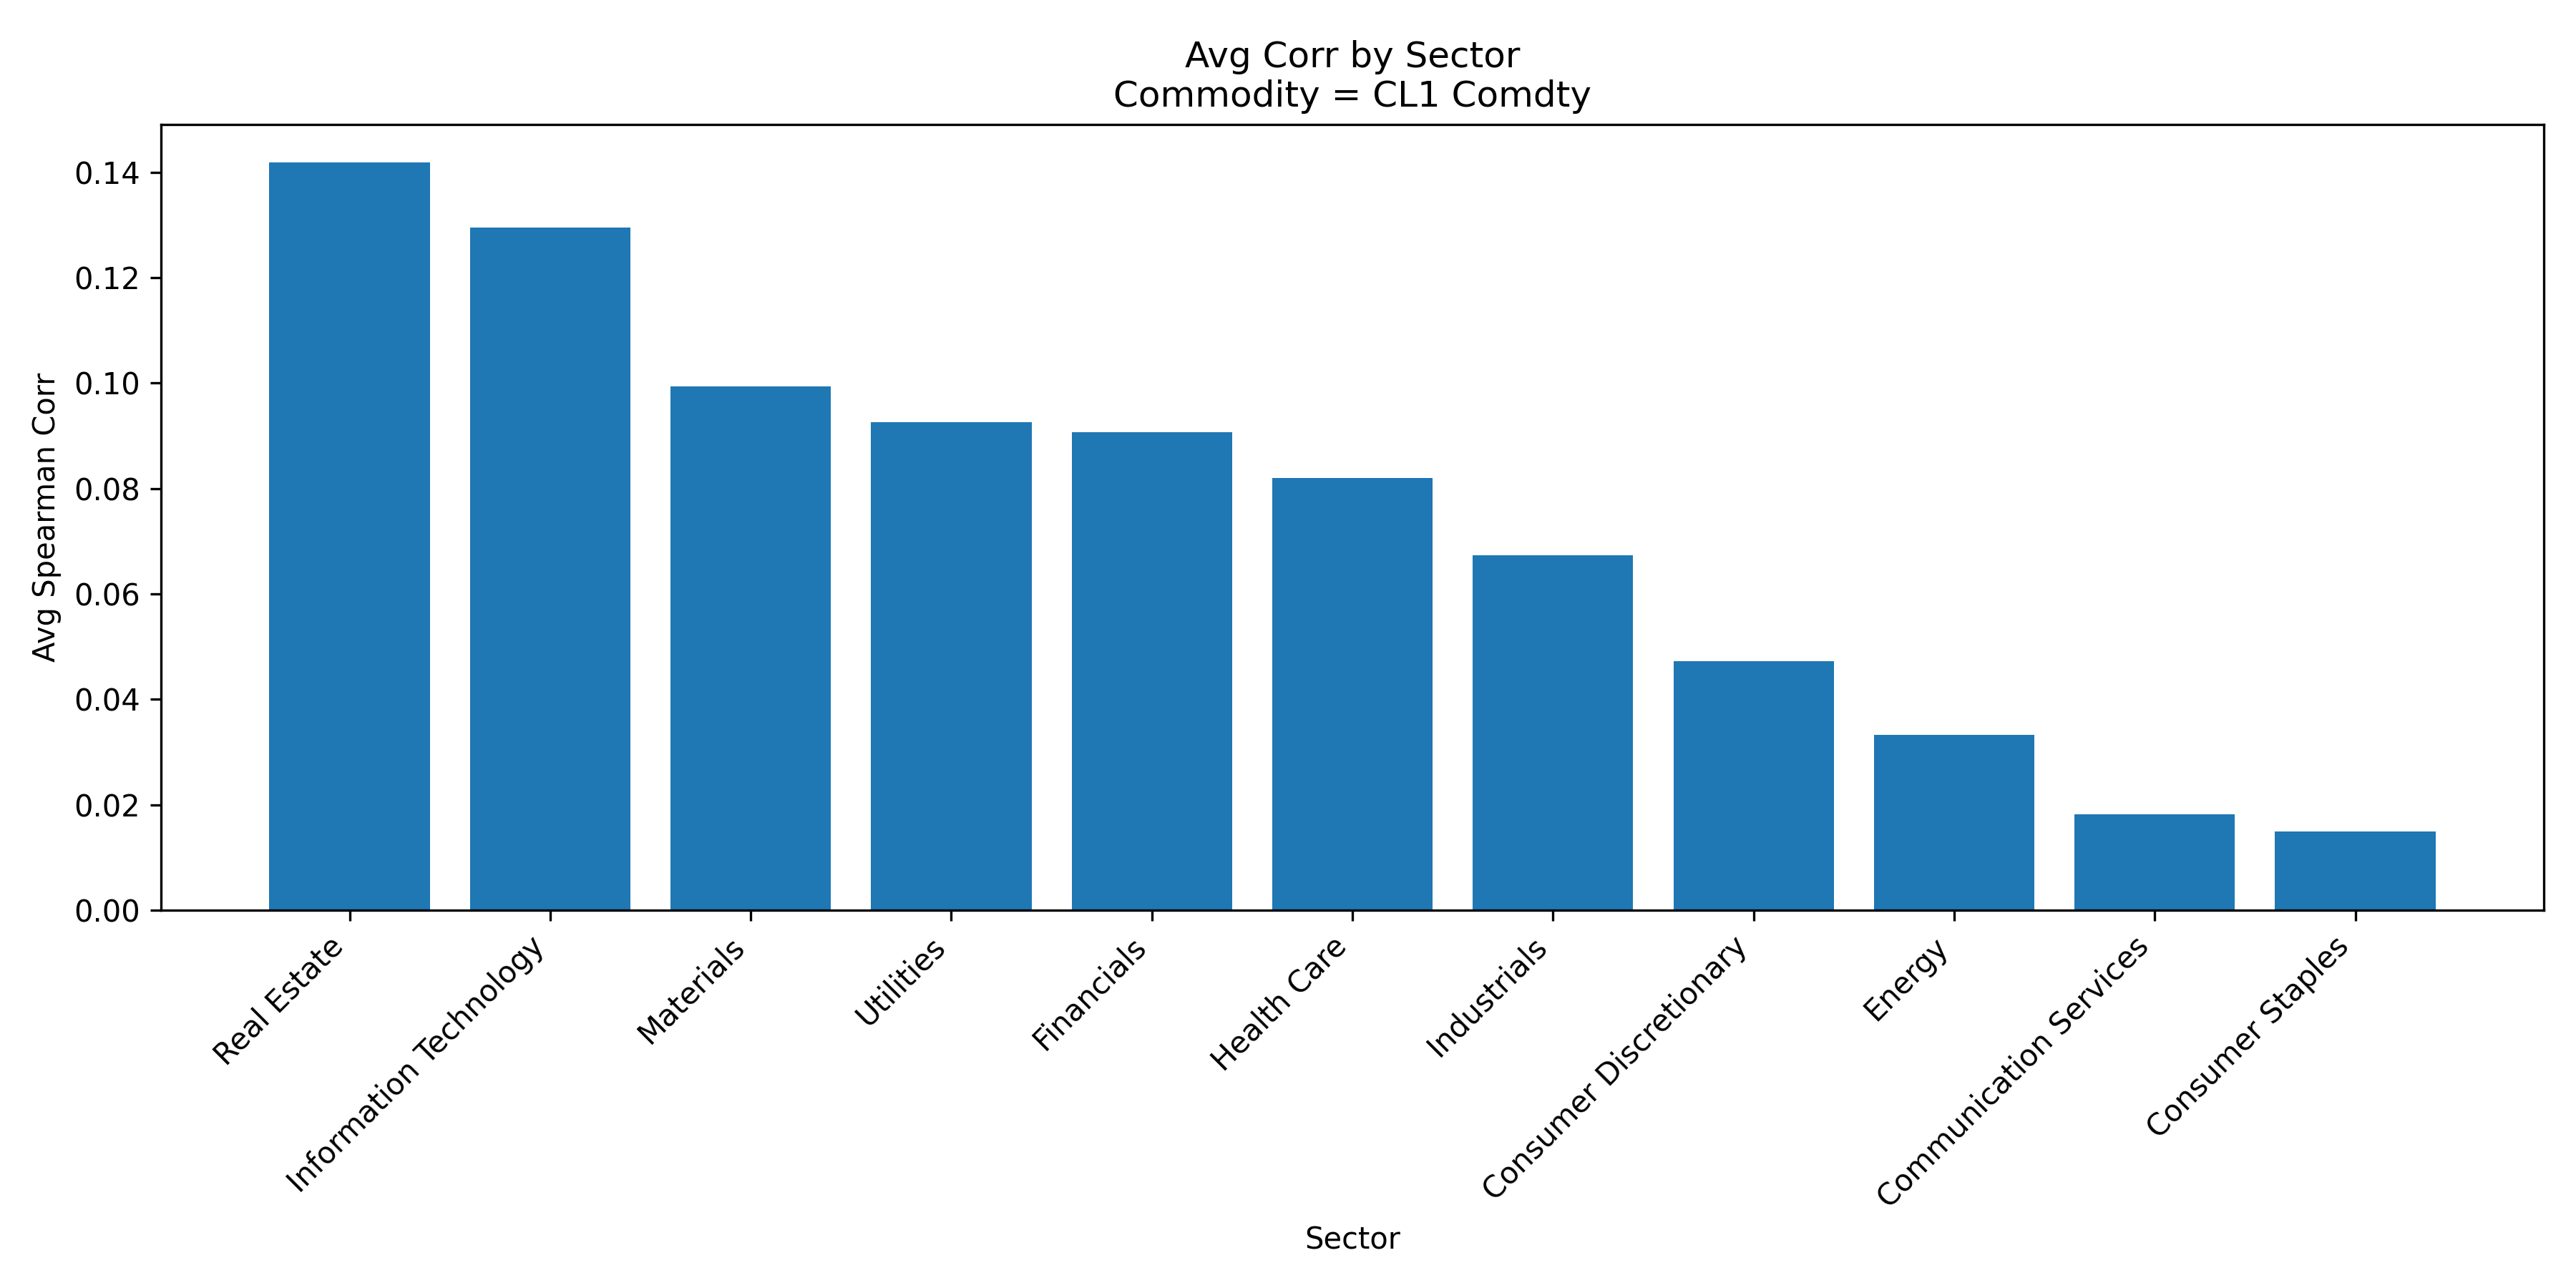 Avg Corr by Sector
Commodity = CL1 Comdty
Avg Spearman Corr
0.14
0.12
0.10
0.08
0.06
0.04
0.02
0.00
Real Estate
Information Technology
Materials
Utilities
Financials
Health Care
Industrials
Consumer Discretionary
Energy
Communication Services
Consumer Staples
Sector